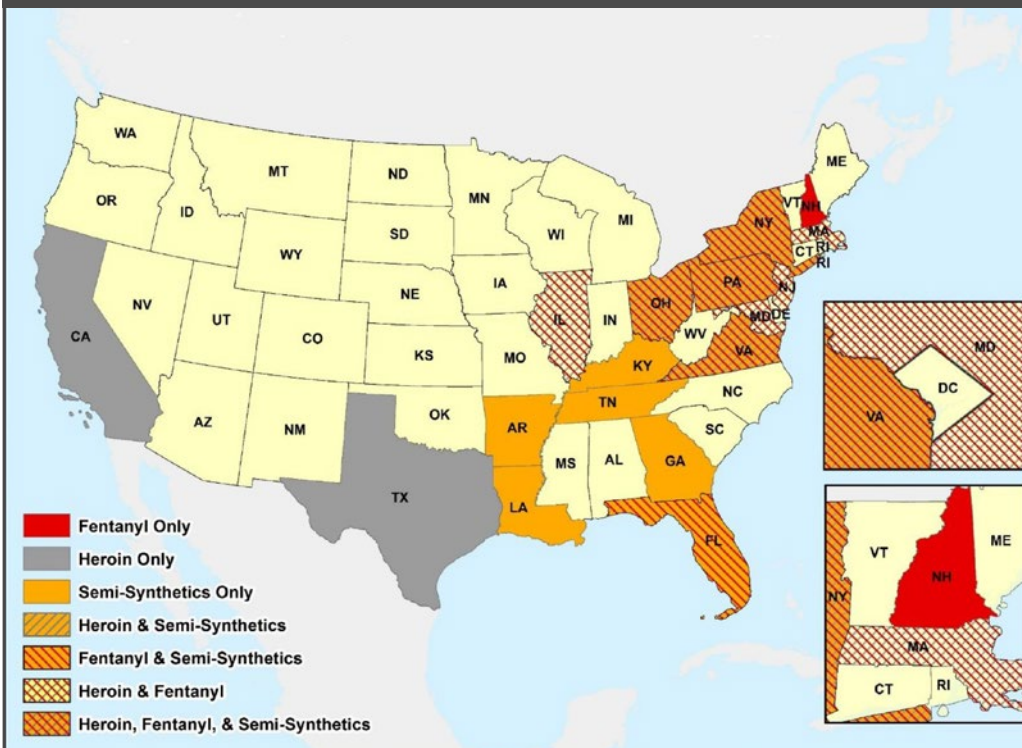 WA
MT
ND
MN
ME
OR
ID
SD
WI
MI
VT
NH
NY
MA
WY
CT
RI
RI
IA
PA
NJ
NE
OH
NV
IL
IN
MD
DE
CA
UT
CO
WV
KS
MO
KY
VA
AZ
NM
OK
TN
NC
AR
SC
MS
AL
GA
TX
LA
FL
MD
DC
VA
VT
ME
NH
NY
MA
CT
RI
Fentanyl Only
Heroin Only
Semi-Synthetics Only
Heroin & Semi-Synthetics
Fentanyl & Semi-Synthetics
Heroin & Fentanyl
Heroin, Fentanyl, & Semi-Synthetics